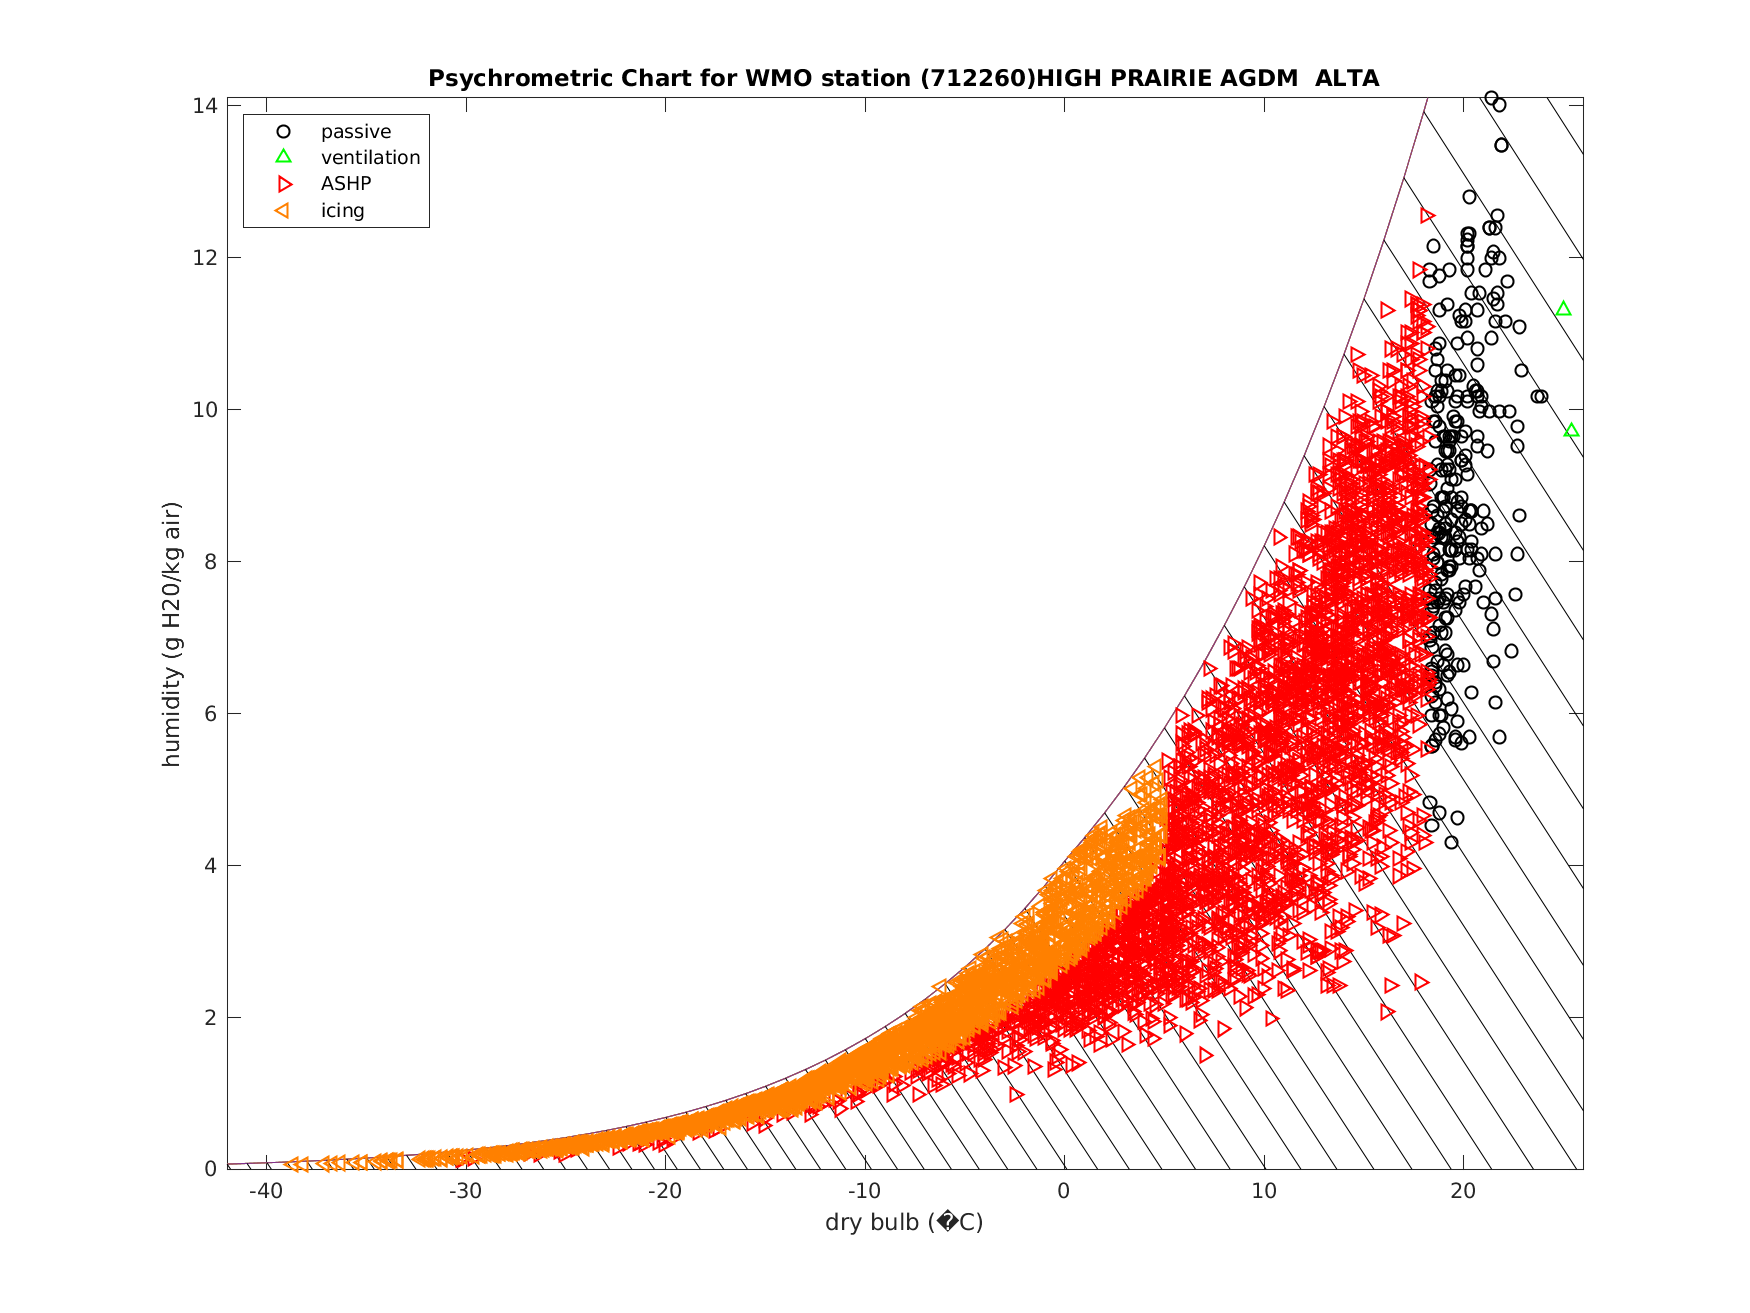 Psychrometric Chart for WMO station (712260)HIGH PRAIRIE AGDM  ALTA
passive
ventilation
ASHP
icing
humidity (g H20/kg air)
14
12
10
8
6
4
2
0
-40
-30
-20
-10
0
10
20
dry bulb (�C)